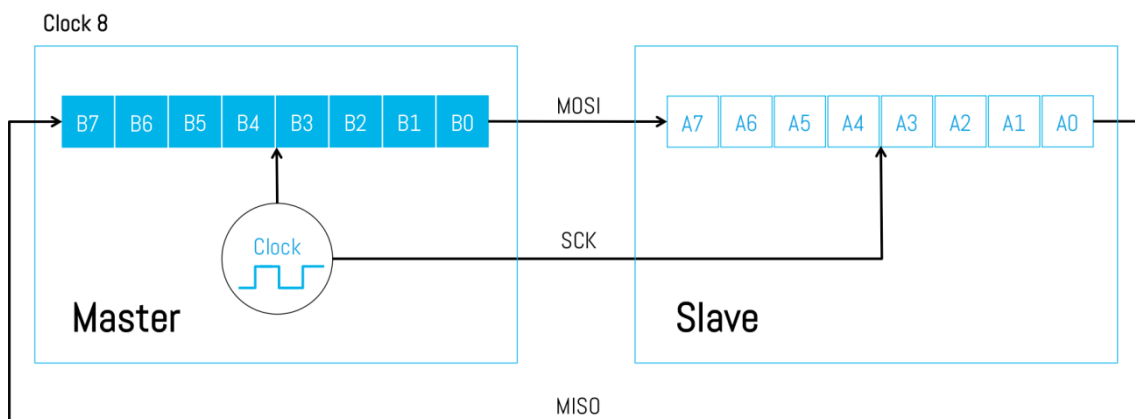 Clock 8
B7 B6 B5 B4 B3 B2 B1 B0
MOSI
A7 A6 A5 A4 A3 A2 A1 A0
Clock
SCK
Master
Slave
MISO